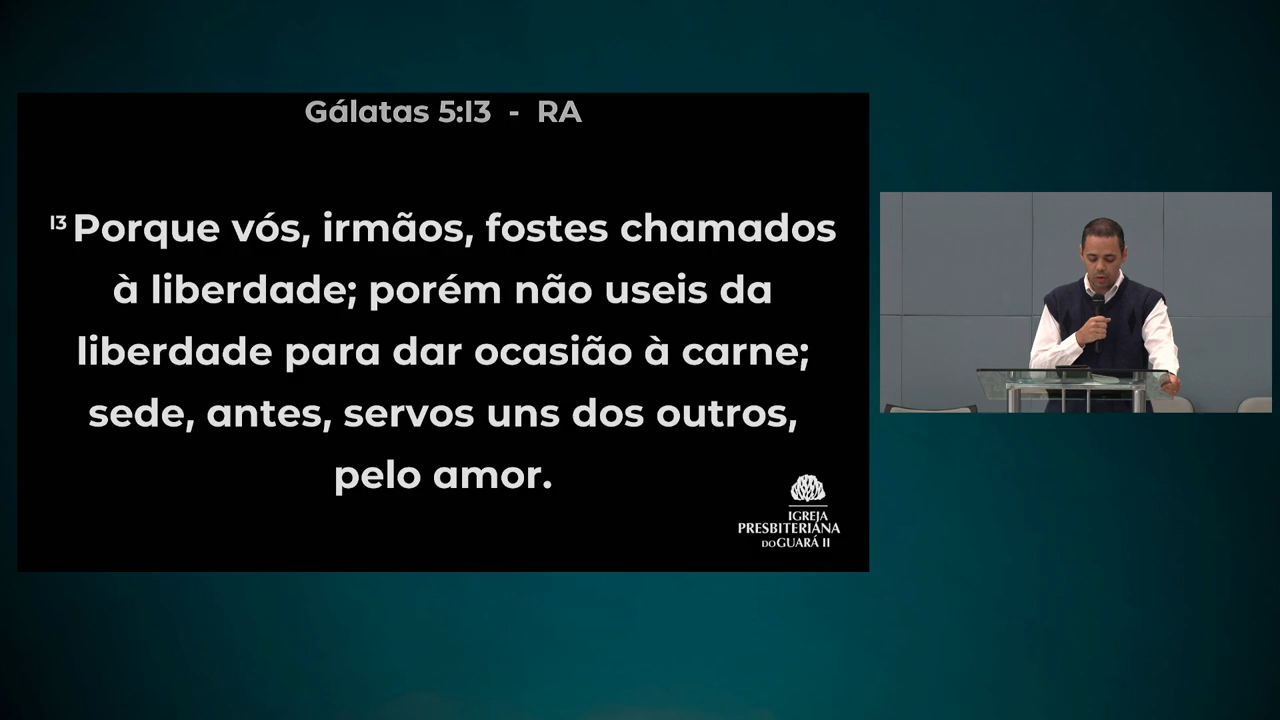 Gálatas 5:13 - RA
13 Porque vós, irmãos, fostes chamados
à liberdade; porém não useis da
liberdade para dar ocasião à carne;
sede, antes, servos uns dos outros,
pelo amor.
IGREJA
PRESBITERIANA
DO GUARÁ II